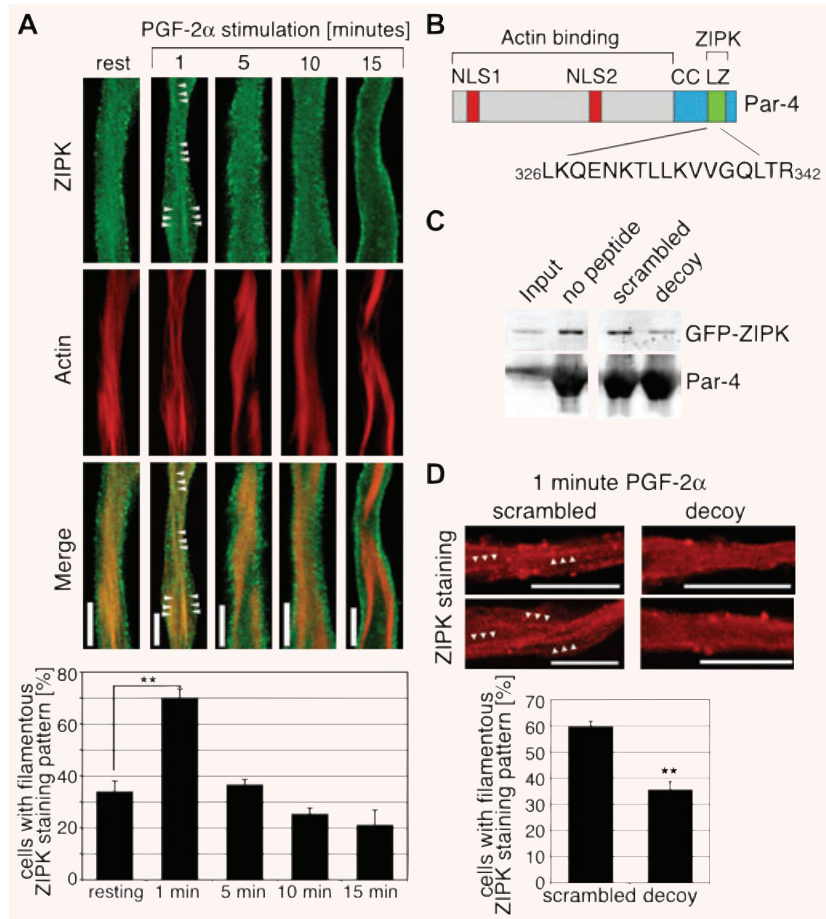 A
PGF-2α stimulation [minutes]
rest 1 5 10 15
ZIPK
Actin
Merge
80
60
40
20
0
cells with filamentous
ZIPK staining pattern [%]
**
resting 1 min 5 min 10 min 15 min
B
Actin binding
ZIPK
NLS1 NLS2 CC LZ
Par-4
326LKQENKTLLKVVGQLTR342
C
Input no peptide scrambled decoy
GFP-ZIPK
Par-4
D
1 minute PGF-2α
scrambled decoy
ZIPK staining
70
60
50
40
30
20
10
0
cells with filamentous
ZIPK staining pattern [%]
**
scrambled decoy